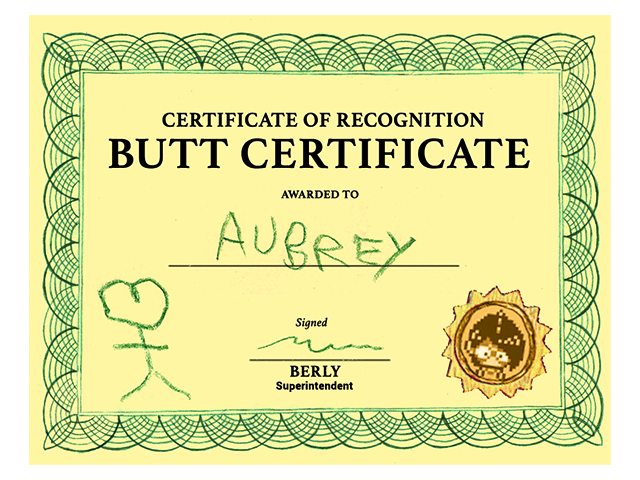 CERTIFICATE OF RECOGNITION
BUTT CERTIFICATE
AWARDED TO
AUBREY
Signed
BERLY
Superintendent